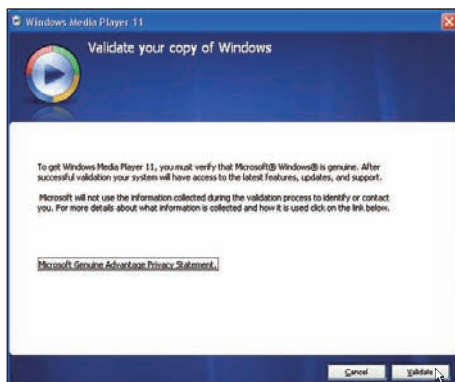 Windows Media Player 11
Validate your copy of Windows
To get Windows Media Player 11, you must verify that Microsoft® Windows® is genuine. After
successful validation your system will have access to the latest features, updates, and support.
Microsoft will not use the information collected during the validation process to identify or contact
you. For more details about what information is collected and how it is used click on the link below.
Microsoft Genuine Advantage Privacy Statement.
Cancel Validate